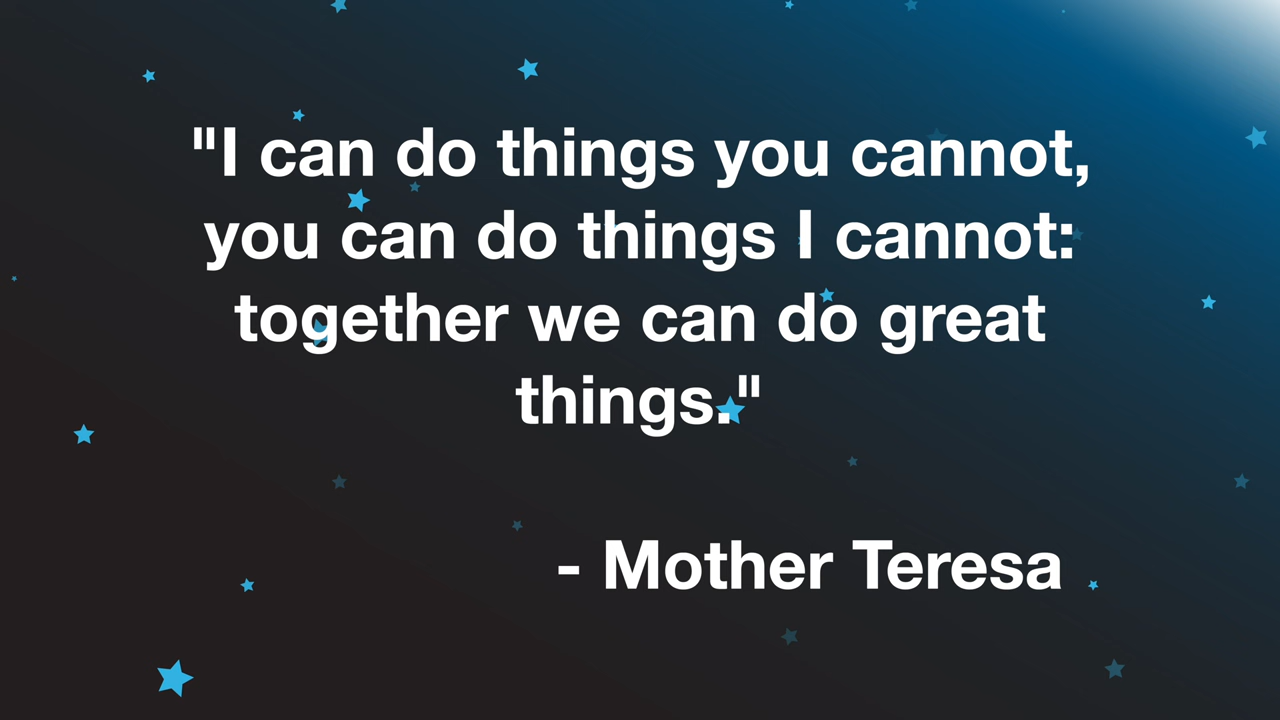 "I can do things you cannot,
you can do things I cannot:
together we can do great
things."
- Mother Teresa